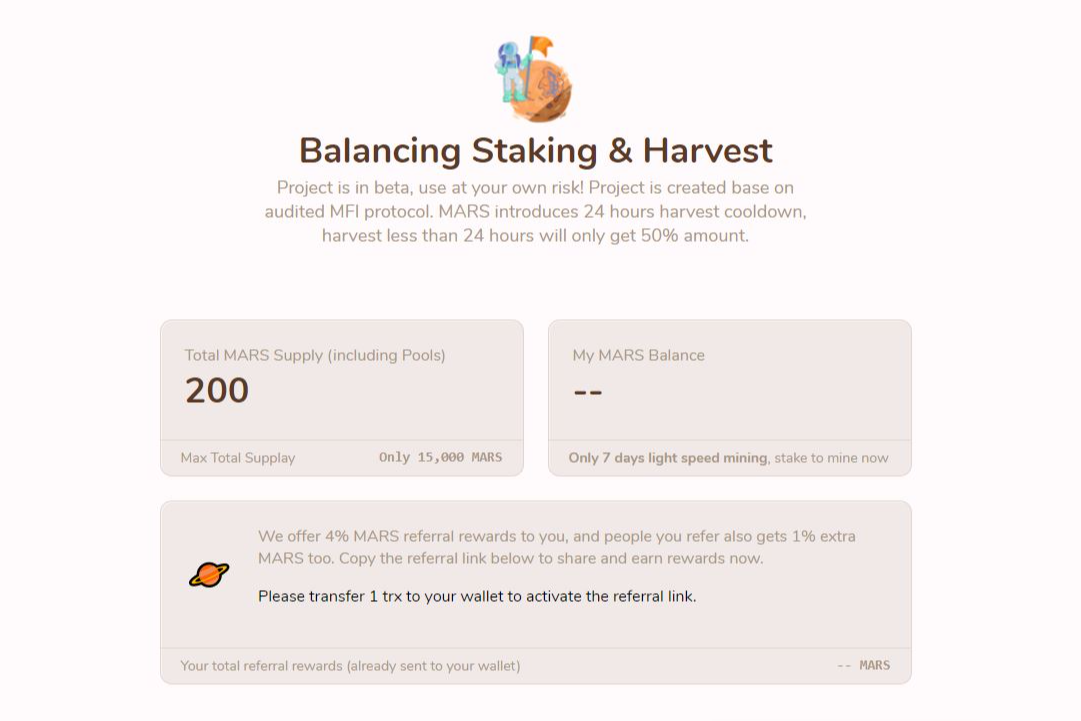 Balancing Staking & Harvest
Project is in beta, use at your own risk! Project is created base on
audited MFI protocol. MARS introduces 24 hours harvest cooldown,
harvest less than 24 hours will only get 50% amount.
Total MARS Supply (including Pools)
200
Max Total Supplay
Only 15,000 MARS
My MARS Balance
--
Only 7 days light speed mining, stake to mine now
We offer 4% MARS referral rewards to you, and people you refer also gets 1% extra
MARS too. Copy the referral link below to share and earn rewards now.
Please transfer 1 trx to your wallet to activate the referral link.
Your total referral rewards (already sent to your wallet)
-- MARS